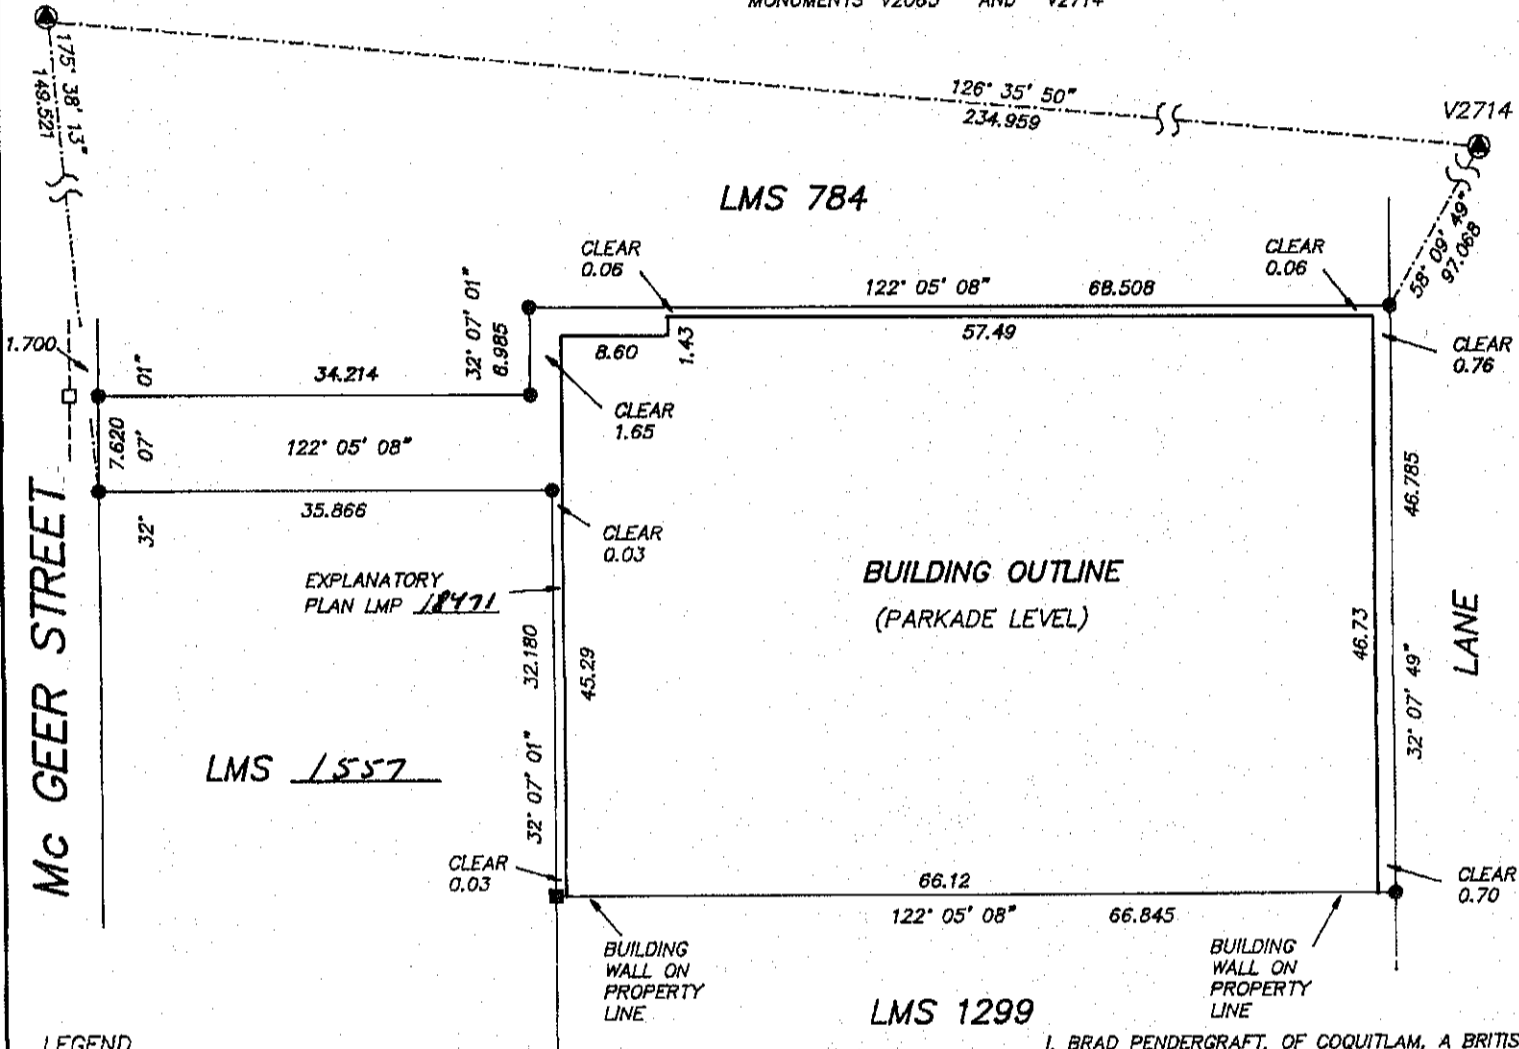 MONUMENTS V2085 AND V2714
175° 38' 13"
149.521
126° 35' 50"
234.959
V2714
58° 09' 49"
97.068
LMS 784
CLEAR
0.06
CLEAR
0.06
122° 05' 08" 68.508
32° 07' 01"
8.985
1.700
8.60
1.43
57.49
CLEAR
0.76
34.214
CLEAR
1.65
32° 07' 01"
7.620
122° 05' 08"
35.866
CLEAR
0.03
46.785
BUILDING OUTLINE
(PARKADE LEVEL)
EXPLANATORY
PLAN LMP 18471
Mc GEER STREET
LANE
32.180
45.29
46.73
32° 07' 49"
32° 07' 01"
LMS 1557
CLEAR
0.03
66.12
122° 05' 08" 66.845
CLEAR
0.70
BUILDING
WALL ON
PROPERTY
LINE
BUILDING
WALL ON
PROPERTY
LINE
LMS 1299
LEGEND
I, BRAD PENDERGRAFT, OF COQUITLAM, A BRITIS